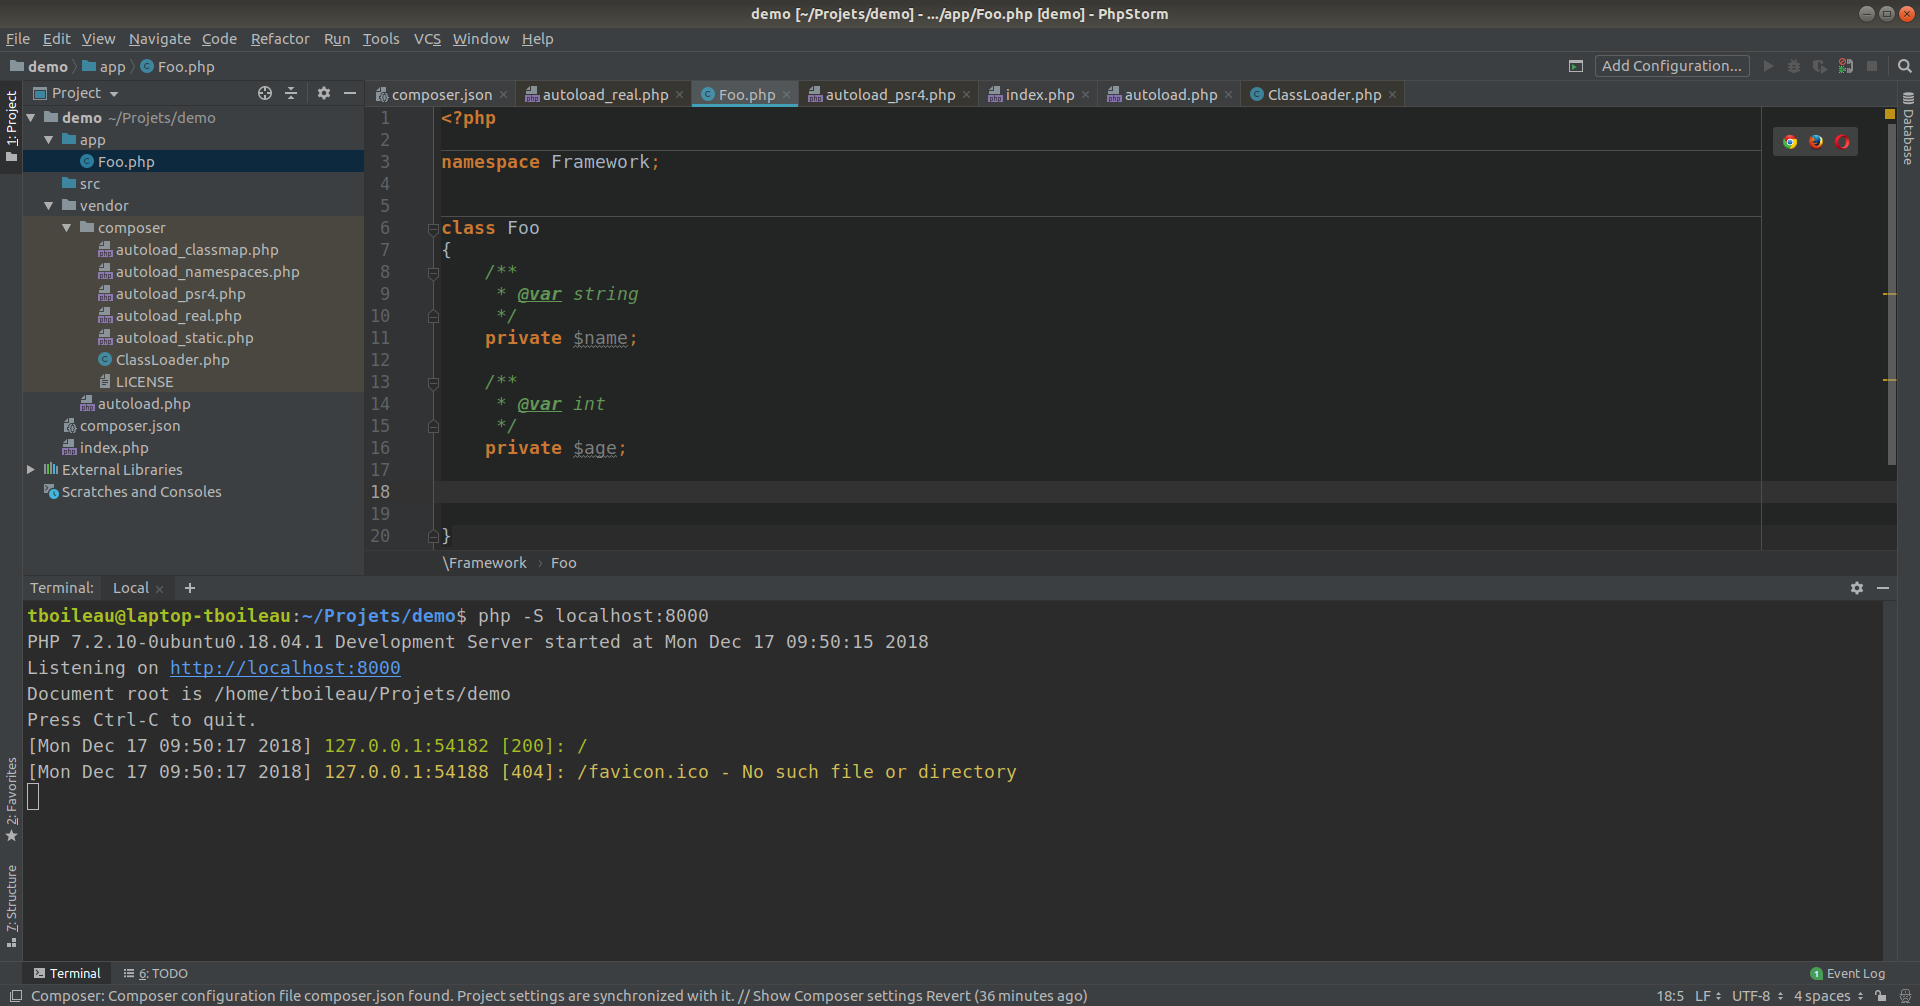 demo [~/Projets/demo] - .../app/Foo.php [demo] - PhpStorm
File Edit View Navigate Code Refactor Run Tools VCS Window Help
demo app Foo.php
Add Configuration...
1: Project
Project
composer.json autoload_real.php Foo.php autoload_psr4.php index.php autoload.php ClassLoader.php
Database
demo ~/Projets/demo
app
Foo.php
src
vendor
composer
autoload_classmap.php
autoload_namespaces.php
autoload_psr4.php
autoload_real.php
autoload_static.php
ClassLoader.php
LICENSE
autoload.php
composer.json
index.php
External Libraries
Scratches and Consoles
1 <?php
2
3 namespace Framework;
4
5
6 class Foo
7 {
8 /**
9 * @var string
10 */
11 private $name;
12
13 /**
14 * @var int
15 */
16 private $age;
17
18
19
20 }
\Framework › Foo
Terminal: Local × +
tboileau@laptop-tboileau:~/Projets/demo$ php -S localhost:8000
PHP 7.2.10-0ubuntu0.18.04.1 Development Server started at Mon Dec 17 09:50:15 2018
Listening on http://localhost:8000
Document root is /home/tboileau/Projets/demo
Press Ctrl-C to quit.
[Mon Dec 17 09:50:17 2018] 127.0.0.1:54182 [200]: /
[Mon Dec 17 09:50:17 2018] 127.0.0.1:54188 [404]: /favicon.ico - No such file or directory
2: Favorites
7: Structure
Terminal 6: TODO
1 Event Log
Composer: Composer configuration file composer.json found. Project settings are synchronized with it. // Show Composer settings Revert (36 minutes ago)
18:5 LF UTF-8 4 spaces